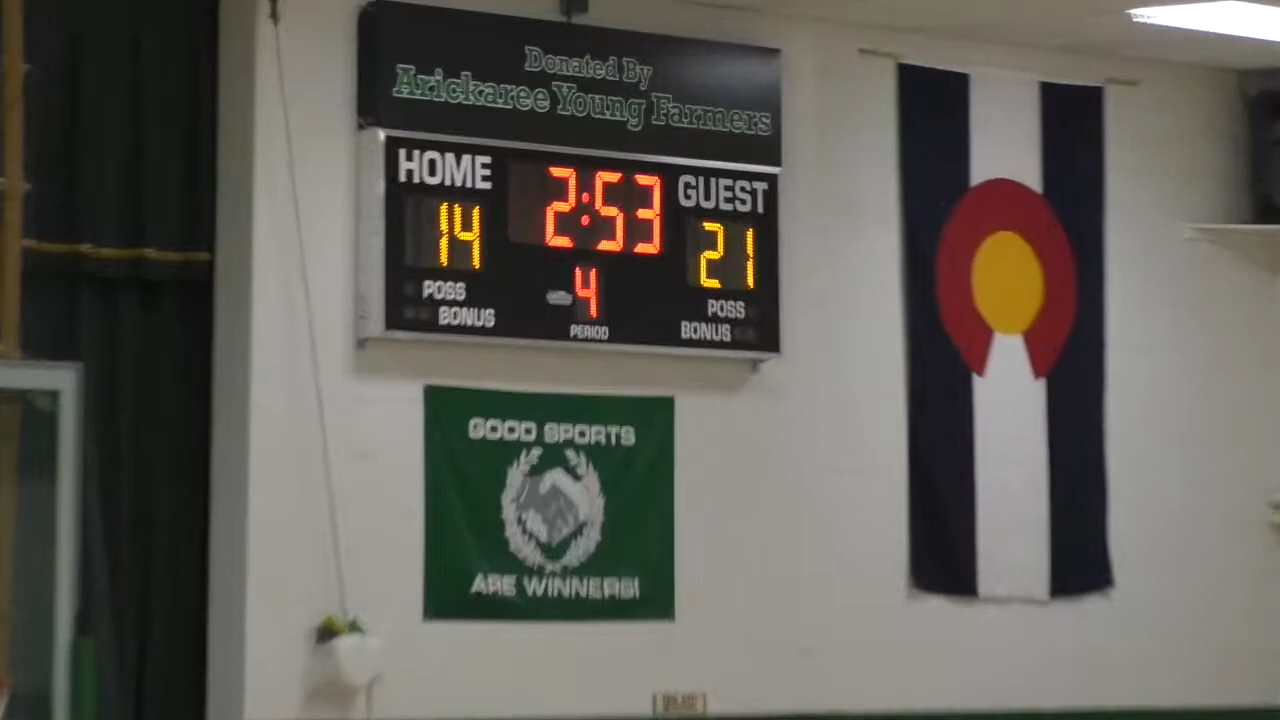 Donated By
Arickaree Young Farmers
HOME
2:53
GUEST
14
21
4
POSS
POSS
BONUS
PERIOD
BONUS
GOOD SPORTS
ARE WINNERS!